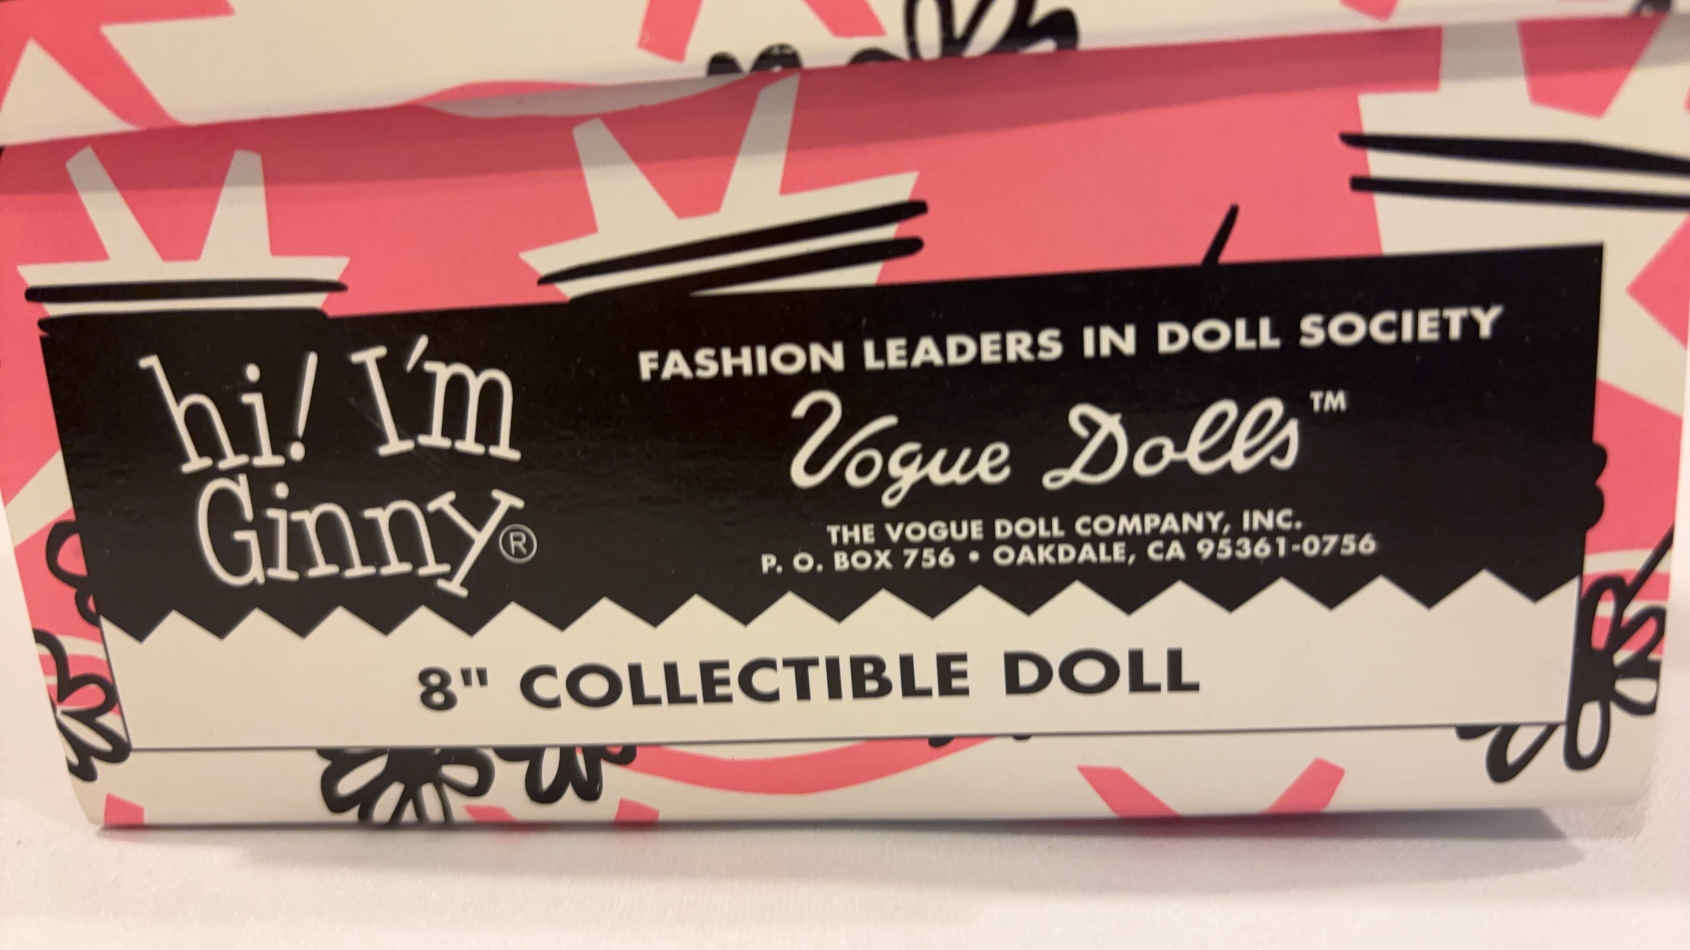 hi! I'm
Ginny®
FASHION LEADERS IN DOLL SOCIETY
Vogue Dolls™
THE VOGUE DOLL COMPANY, INC.
P. O. BOX 756 • OAKDALE, CA 95361-0756
8" COLLECTIBLE DOLL